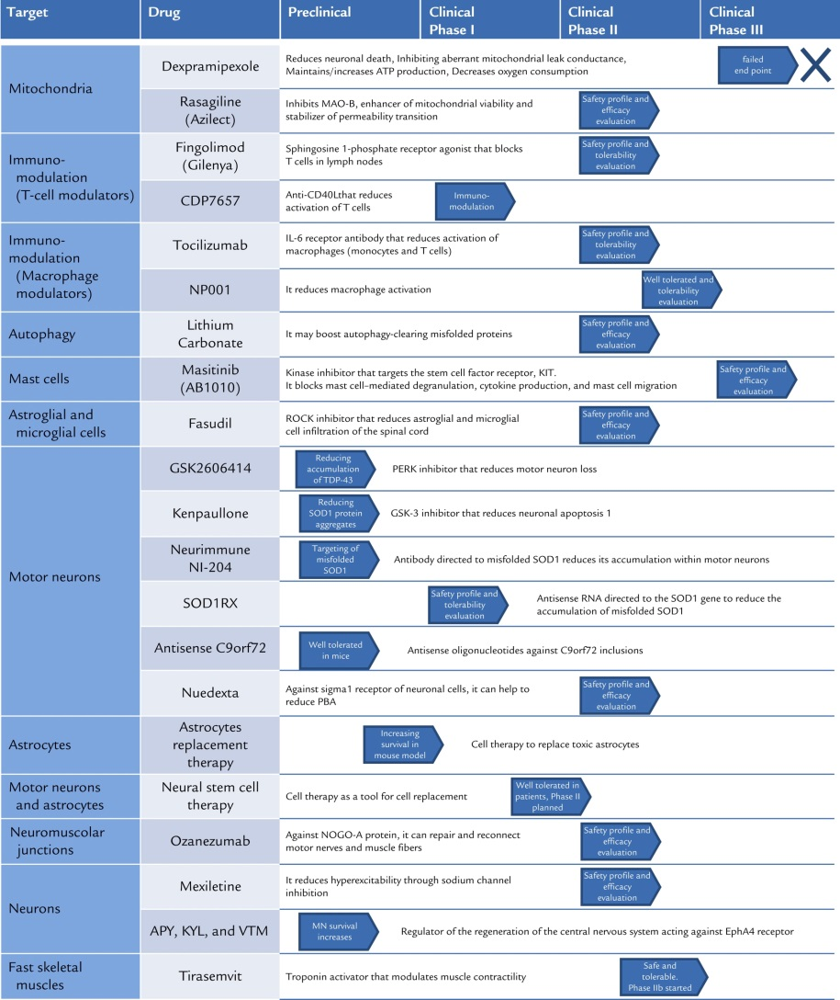 Target
Drug
Preclinical
Clinical
Phase I
Clinical
Phase II
Clinical
Phase III
Mitochondria
Dexpramipexole
Reduces neuronal death, Inhibiting aberrant mitochondrial leak conductance,
Maintains/increases ATP production, Decreases oxygen consumption
failed
end point
Rasagiline
(Azilect)
Inhibits MAO-B, enhancer of mitochondrial viability and
stabilizer of permeability transition
Safety profile and
efficacy
evaluation
Immuno-
modulation
(T-cell modulators)
Fingolimod
(Gilenya)
Sphingosine 1-phosphate receptor agonist that blocks
T cells in lymph nodes
Safety profile and
tolerability
evaluation
CDP7657
Anti-CD40Lthat reduces
activation of T cells
Immuno-
modulation
Immuno-
modulation
(Macrophage
modulators)
Tocilizumab
IL-6 receptor antibody that reduces activation of
macrophages (monocytes and T cells)
Safety profile and
tolerability
evaluation
NP001
It reduces macrophage activation
Well tolerated and
tolerability
evaluation
Autophagy
Lithium
Carbonate
It may boost autophagy-clearing misfolded proteins
Safety profile and
efficacy
evaluation
Mast cells
Masitinib
(AB1010)
Kinase inhibitor that targets the stem cell factor receptor, KIT.
It blocks mast cell–mediated degranulation, cytokine production, and mast cell migration
Safety profile and
efficacy
evaluation
Astroglial and
microglial cells
Fasudil
ROCK inhibitor that reduces astroglial and microglial
cell infiltration of the spinal cord
Safety profile and
efficacy
evaluation
Motor neurons
GSK2606414
Reducing
accumulation
of TDP-43
PERK inhibitor that reduces motor neuron loss
Kenpaullone
Reducing
SOD1 protein
aggregates
GSK-3 inhibitor that reduces neuronal apoptosis 1
Neurimmune
NI-204
Targeting of
misfolded
SOD1
Antibody directed to misfolded SOD1 reduces its accumulation within motor neurons
SOD1RX
Safety profile and
tolerability
evaluation
Antisense RNA directed to the SOD1 gene to reduce the
accumulation of misfolded SOD1
Antisense C9orf72
Well tolerated
in mice
Antisense oligonucleotides against C9orf72 inclusions
Nuedexta
Against sigma1 receptor of neuronal cells, it can help to
reduce PBA
Safety profile and
efficacy
evaluation
Astrocytes
Astrocytes
replacement
therapy
Increasing
survival in
mouse model
Cell therapy to replace toxic astrocytes
Motor neurons
and astrocytes
Neural stem cell
therapy
Cell therapy as a tool for cell replacement
Well tolerated in
patients, Phase II
planned
Neuromuscular
junctions
Ozanezumab
Against NOGO-A protein, it can repair and reconnect
motor nerves and muscle fibers
Safety profile and
efficacy
evaluation
Neurons
Mexiletine
It reduces hyperexcitability through sodium channel
inhibition
Safety profile and
efficacy
evaluation
APY, KYL, and VTM
MN survival
increases
Regulator of the regeneration of the central nervous system acting against EphA4 receptor
Fast skeletal
muscles
Tirasemvit
Troponin activator that modulates muscle contractility
Safe and
tolerable.
Phase IIb started